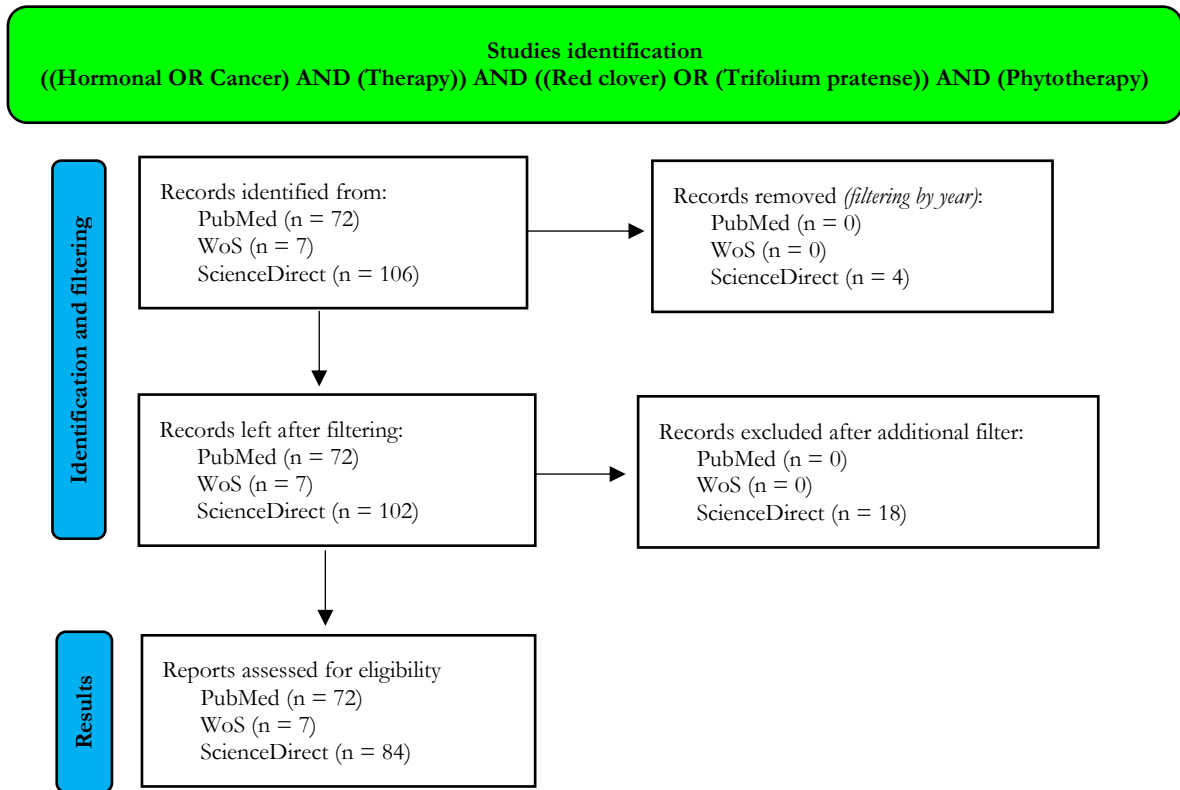 Studies identification
((Hormonal OR Cancer) AND (Therapy)) AND ((Red clover) OR (Trifolium pratense)) AND (Phytotherapy)
Identification and filtering
Records identified from:
PubMed (n = 72)
WoS (n = 7)
ScienceDirect (n = 106)
Records removed (filtering by year):
PubMed (n = 0)
WoS (n = 0)
ScienceDirect (n = 4)
Records left after filtering:
PubMed (n = 72)
WoS (n = 7)
ScienceDirect (n = 102)
Records excluded after additional filter:
PubMed (n = 0)
WoS (n = 0)
ScienceDirect (n = 18)
Results
Reports assessed for eligibility
PubMed (n = 72)
WoS (n = 7)
ScienceDirect (n = 84)